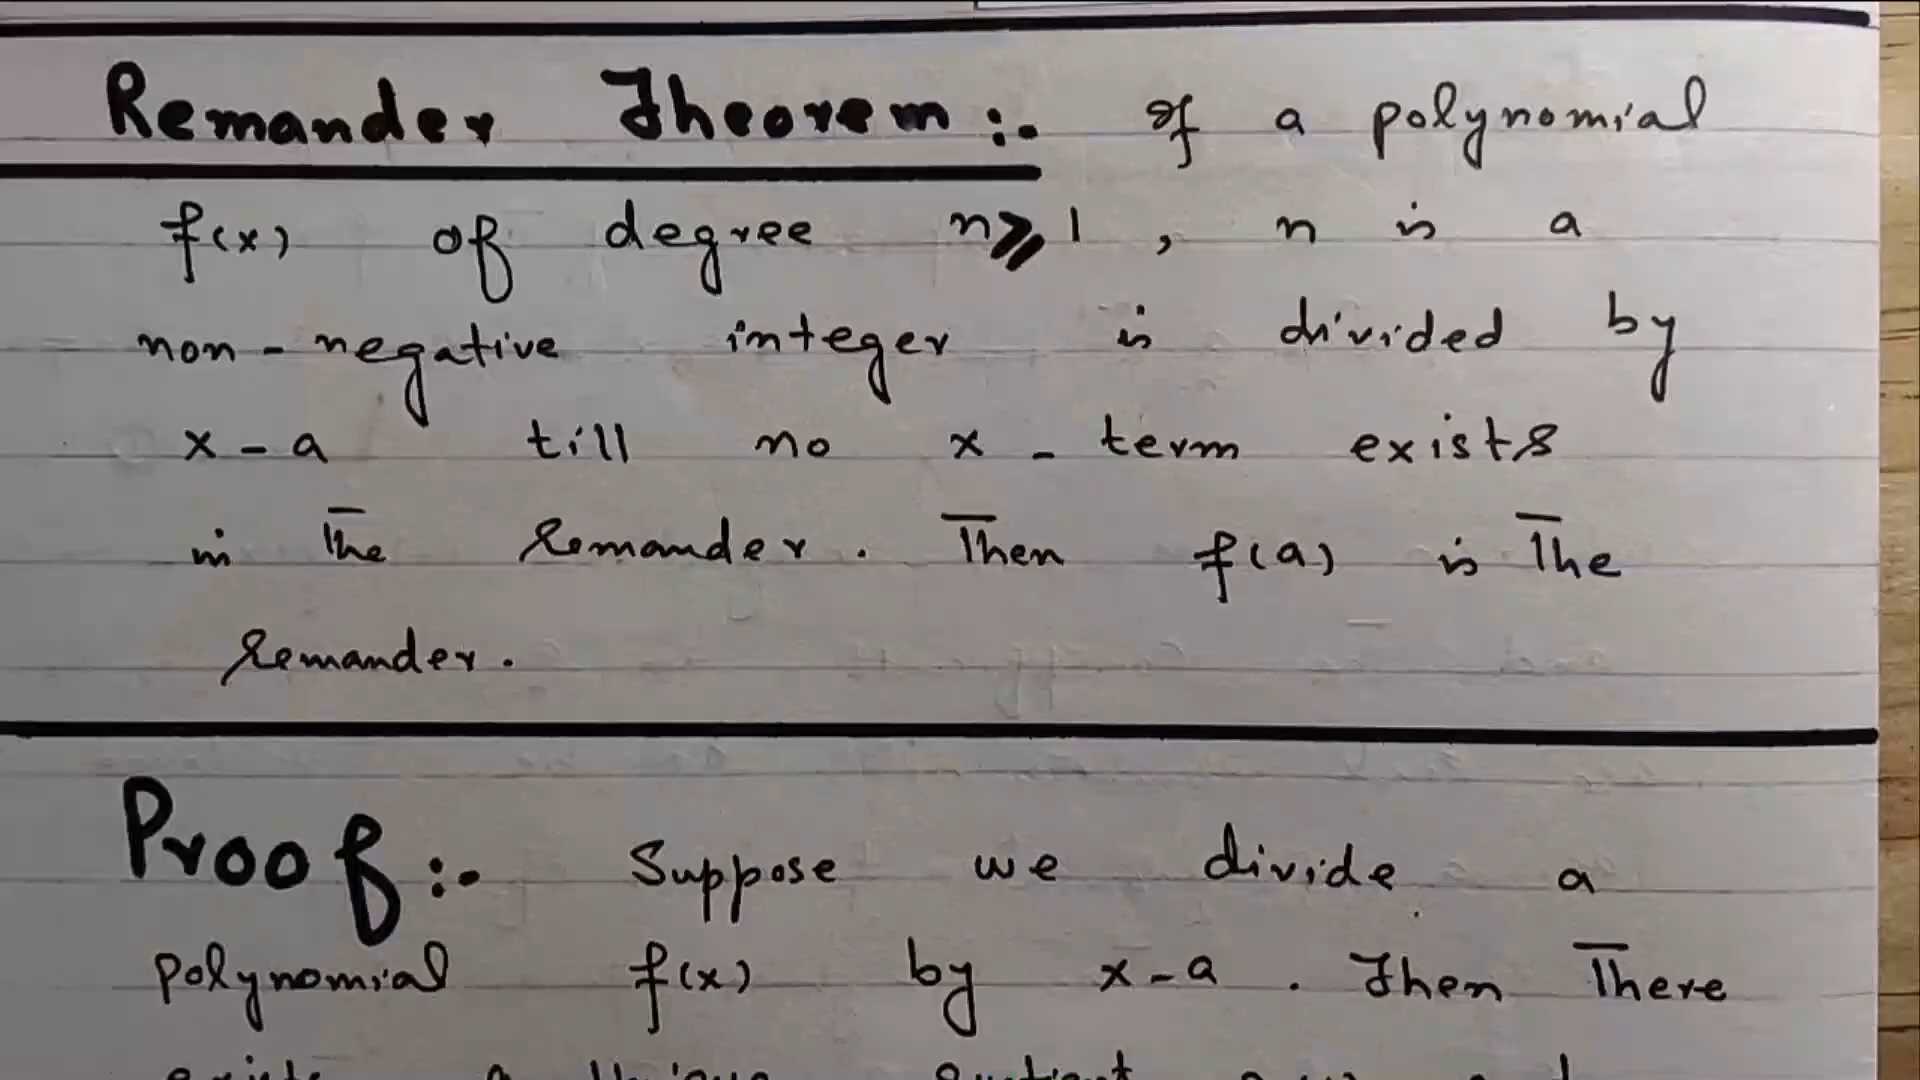 Remander Theorem:- If a polynomial
f(x) of degree n⩾1, n is a
non-negative integer is divided by
x-a till no x-term exists
in The Remander. Then f(a) is The
Remander.
Proof:- Suppose we divide a
polynomial f(x) by x-a. Then There